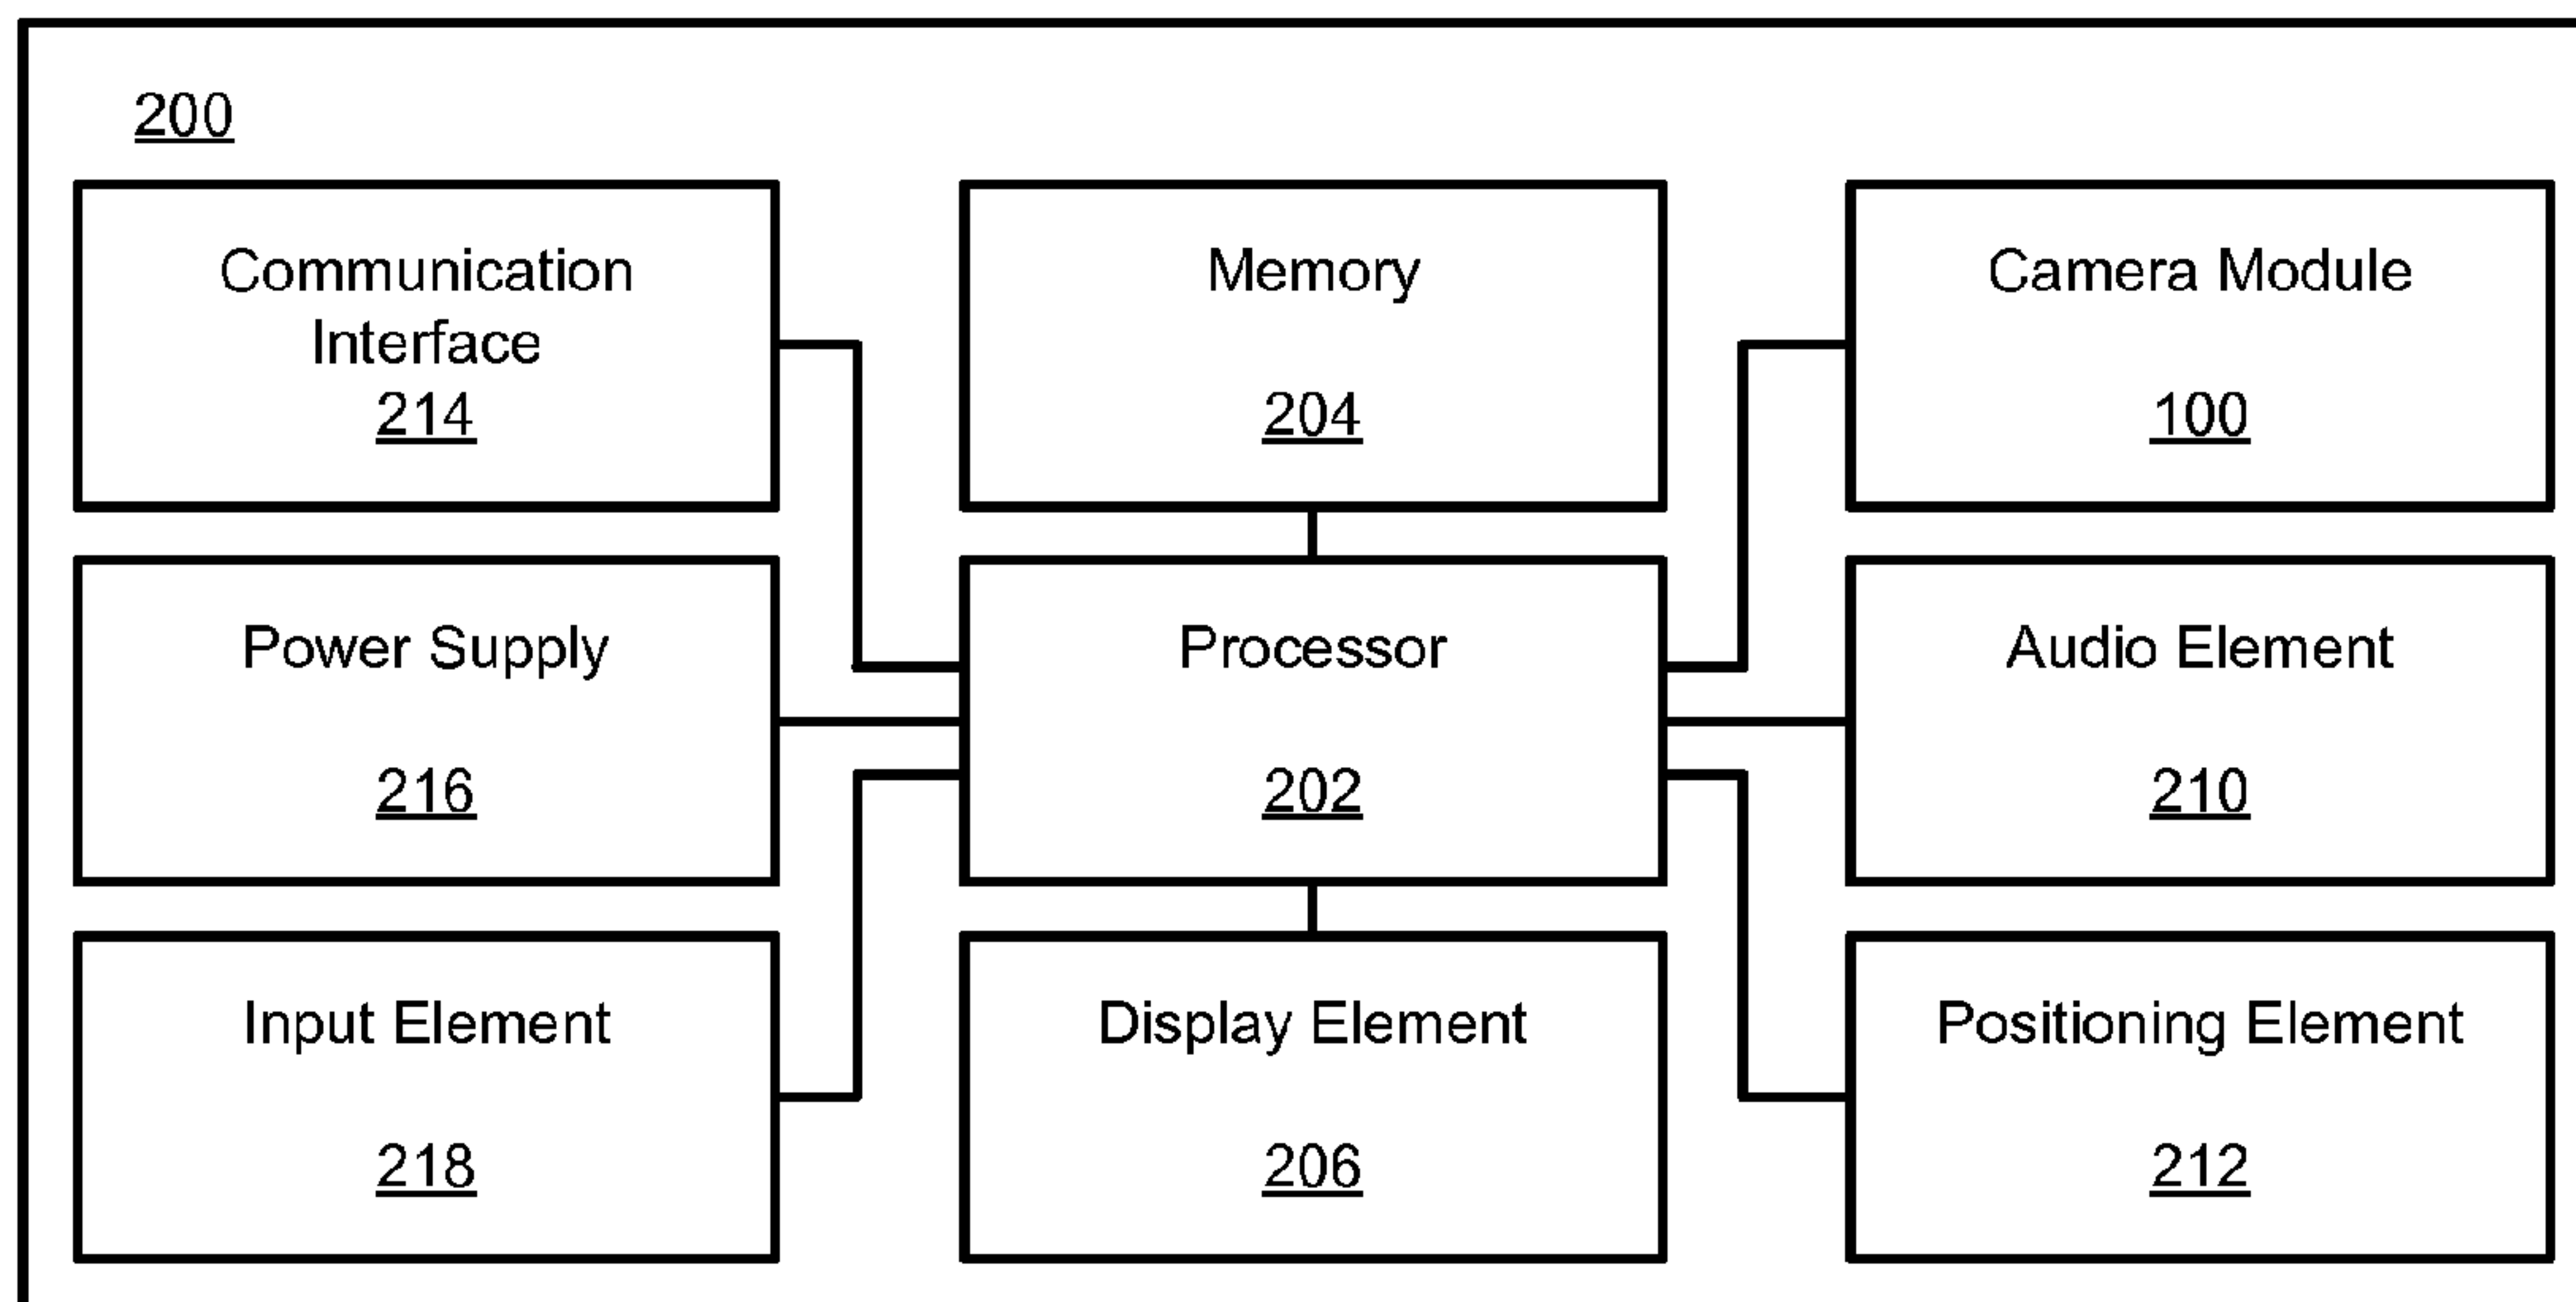 200
Communication
Interface
214
Memory
204
Camera Module
100
Power Supply
216
Processor
202
Audio Element
210
Input Element
218
Display Element
206
Positioning Element
212